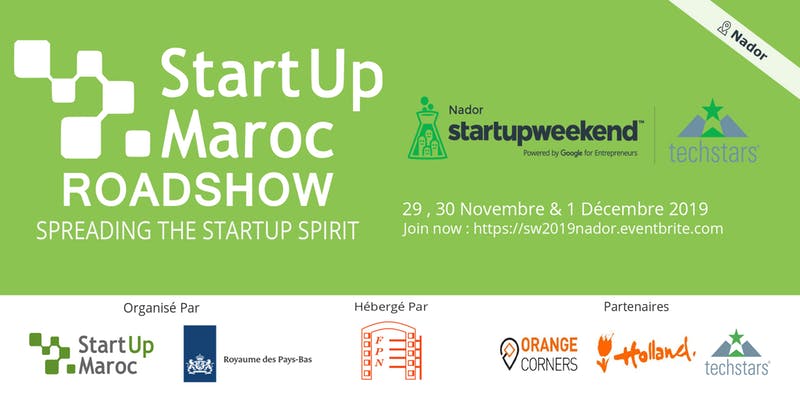 Nador
StartUp
Maroc
ROADSHOW
SPREADING THE STARTUP SPIRIT
Nador
startupweekend™
Powered by Google for Entrepreneurs
techstars®
29 , 30 Novembre & 1 Décembre 2019
Join now : https://sw2019nador.eventbrite.com
Organisé Par
Hébergé Par
Partenaires
StartUp
Maroc
Royaume des Pays-Bas
FPN
ORANGE
CORNERS
Holland.
techstars®